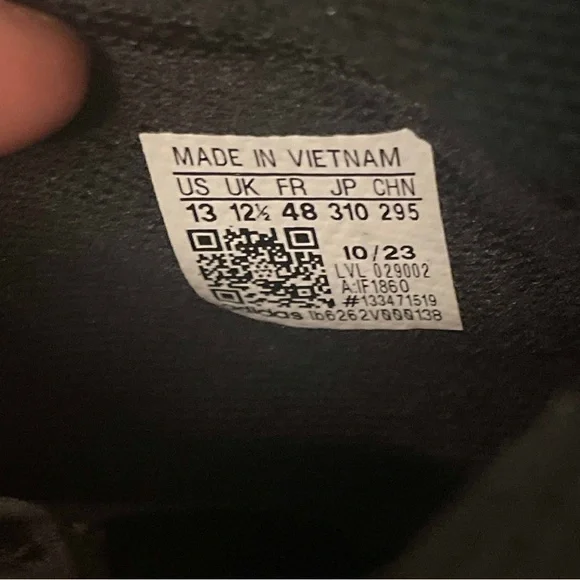 MADE IN VIETNAM
US UK FR JP CHN
13 12½ 48 310 295
10/23
LVL 029002
A:IF1860
#133471519
adidas 1b6262V000138